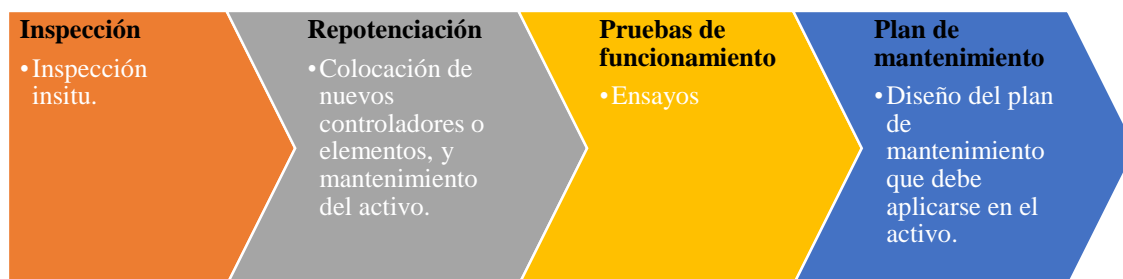 Inspección
•Inspección
insitu.
Repotenciación
•Colocación de
nuevos
controladores o
elementos, y
mantenimiento
del activo.
Pruebas de
funcionamiento
•Ensayos
Plan de
mantenimiento
•Diseño del plan
de
mantenimiento
que debe
aplicarse en el
activo.